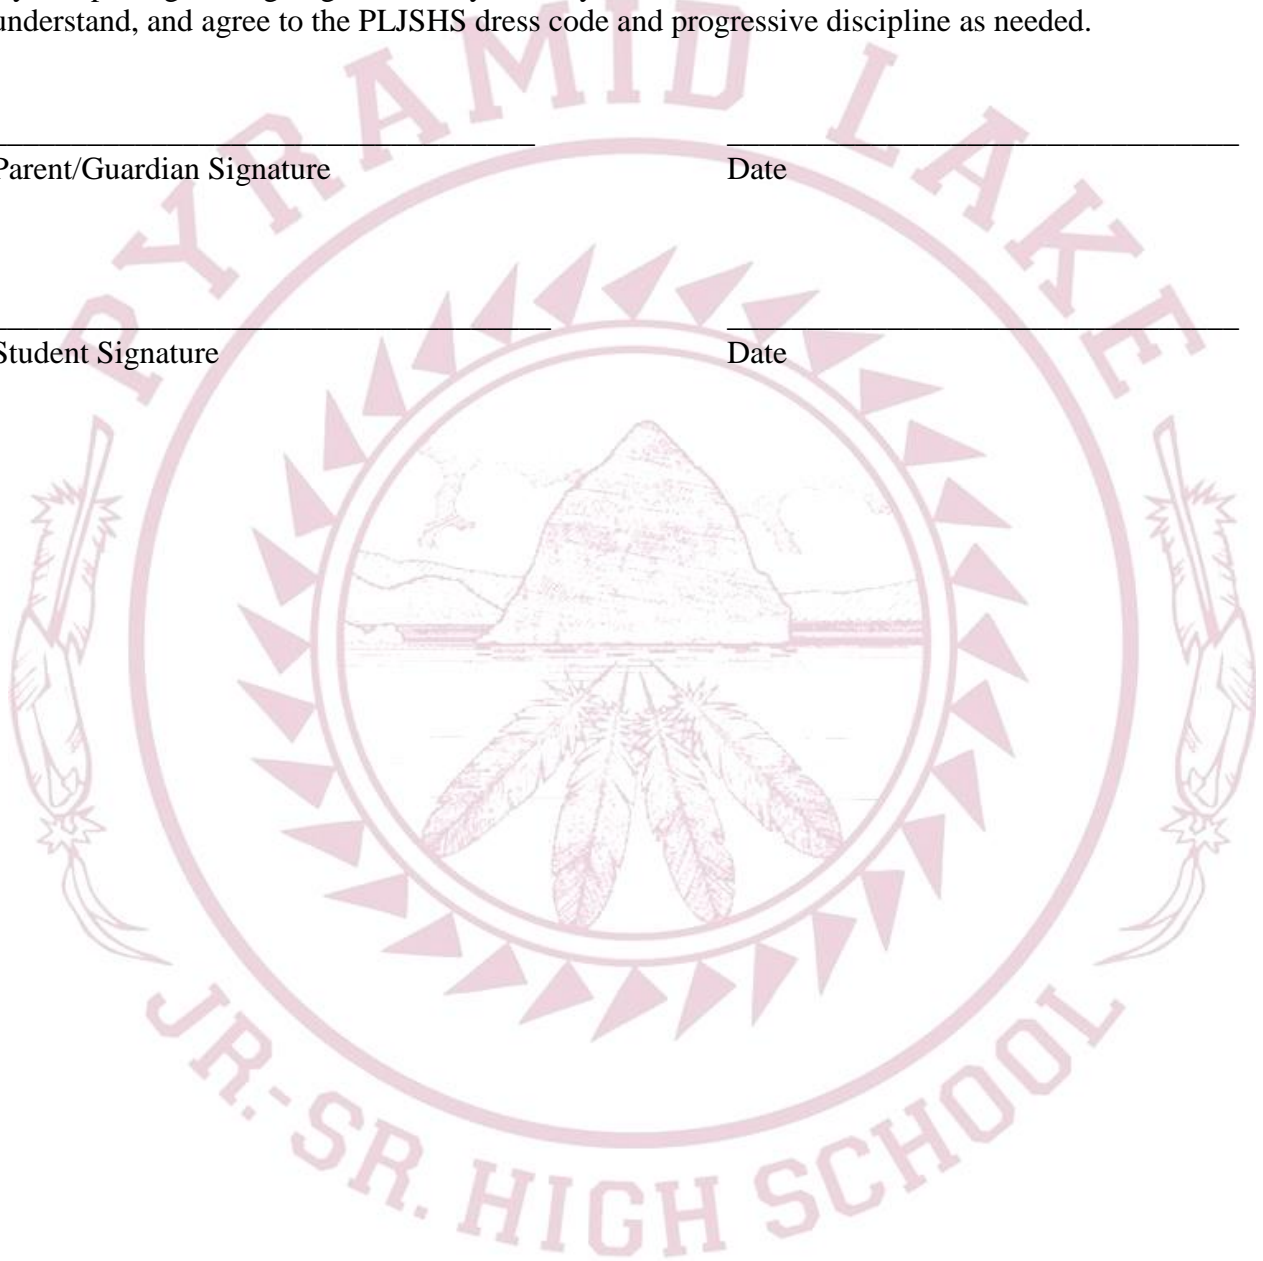 understand, and agree to the PLJSHS dress code and progressive discipline as needed.
Parent/Guardian Signature Date
Student Signature Date
PYRAMID LAKE
JR.-SR. HIGH SCHOOL